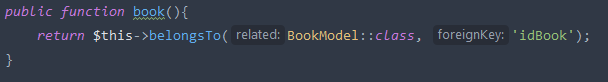 public function book(){
return $this->belongsTo( related: BookModel::class, foreignKey: 'idBook');
}